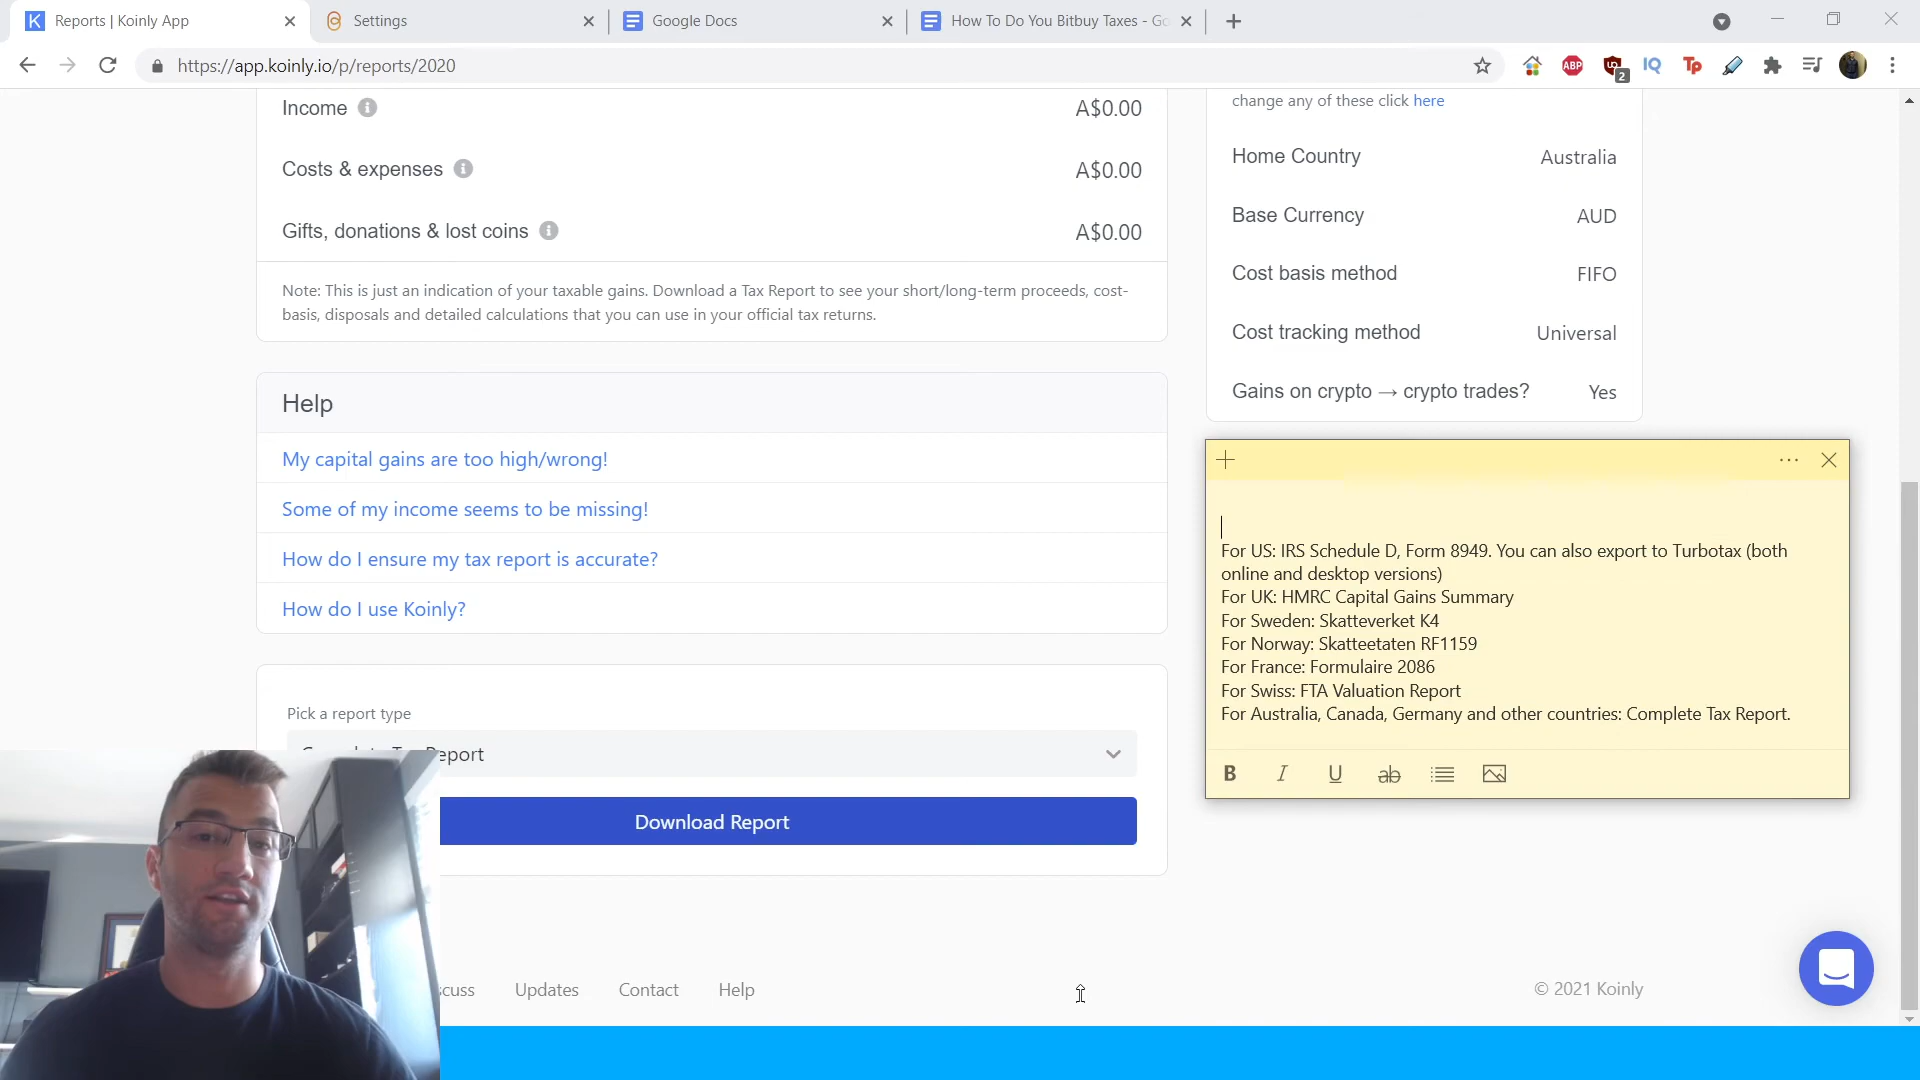 Reports | Koinly App
Settings
Google Docs
How To Do You Bitbuy Taxes - Go
https://app.koinly.io/p/reports/2020
ABP
2
IQ
Tp
Income
A$0.00
Costs & expenses
A$0.00
Gifts, donations & lost coins
A$0.00
Note: This is just an indication of your taxable gains. Download a Tax Report to see your short/long-term proceeds, cost-
basis, disposals and detailed calculations that you can use in your official tax returns.
Help
My capital gains are too high/wrong!
Some of my income seems to be missing!
How do I ensure my tax report is accurate?
How do I use Koinly?
Pick a report type
Complete Tax Report
Download Report
change any of these click here
Home Country
Australia
Base Currency
AUD
Cost basis method
FIFO
Cost tracking method
Universal
Gains on crypto → crypto trades?
Yes
For US: IRS Schedule D, Form 8949. You can also export to Turbotax (both
online and desktop versions)
For UK: HMRC Capital Gains Summary
For Sweden: Skatteverket K4
For Norway: Skatteetaten RF1159
For France: Formulaire 2086
For Swiss: FTA Valuation Report
For Australia, Canada, Germany and other countries: Complete Tax Report.
B I U ab
cuss
Updates
Contact
Help
© 2021 Koinly